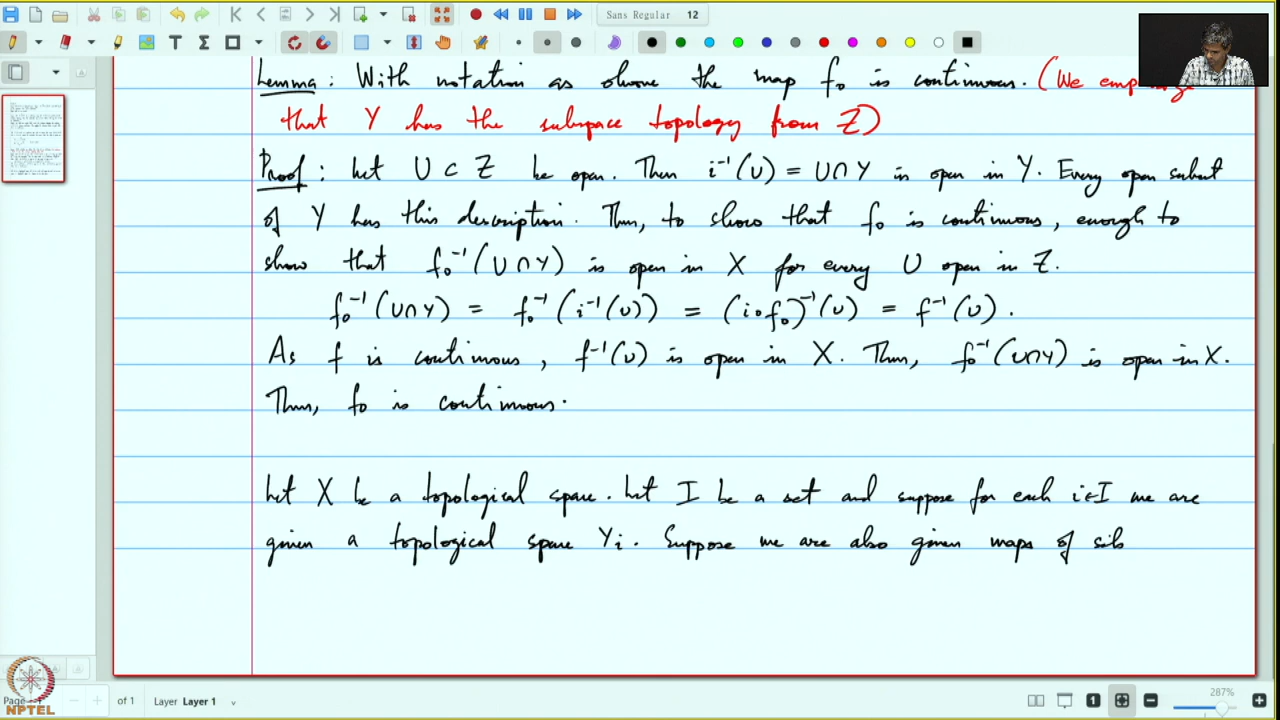 Sans Regular 12
Lemma : With notation as above the map f₀ is continuous. (We emp
that Y has the subspace topology from Z)
Proof : Let U ⊂ Z be open. Then i⁻¹(U) = U∩Y is open in Y. Every open subset
of Y has this description. Thus, to show that f₀ is continuous, enough to
show that f₀⁻¹(U∩Y) is open in X for every U open in Z.
f₀⁻¹(U∩Y) = f₀⁻¹(i⁻¹(U)) = (i∘f₀)⁻¹(U) = f⁻¹(U).
As f is continuous, f⁻¹(U) is open in X. Thus, f₀⁻¹(U∩Y) is open in X.
Thus, f₀ is continuous.
Let X be a topological space. Let I be a set and suppose for each i∈I we are
given a topological space Yi. Suppose we are also given maps of
NPTEL
Page
of 1
Layer Layer 1
287%